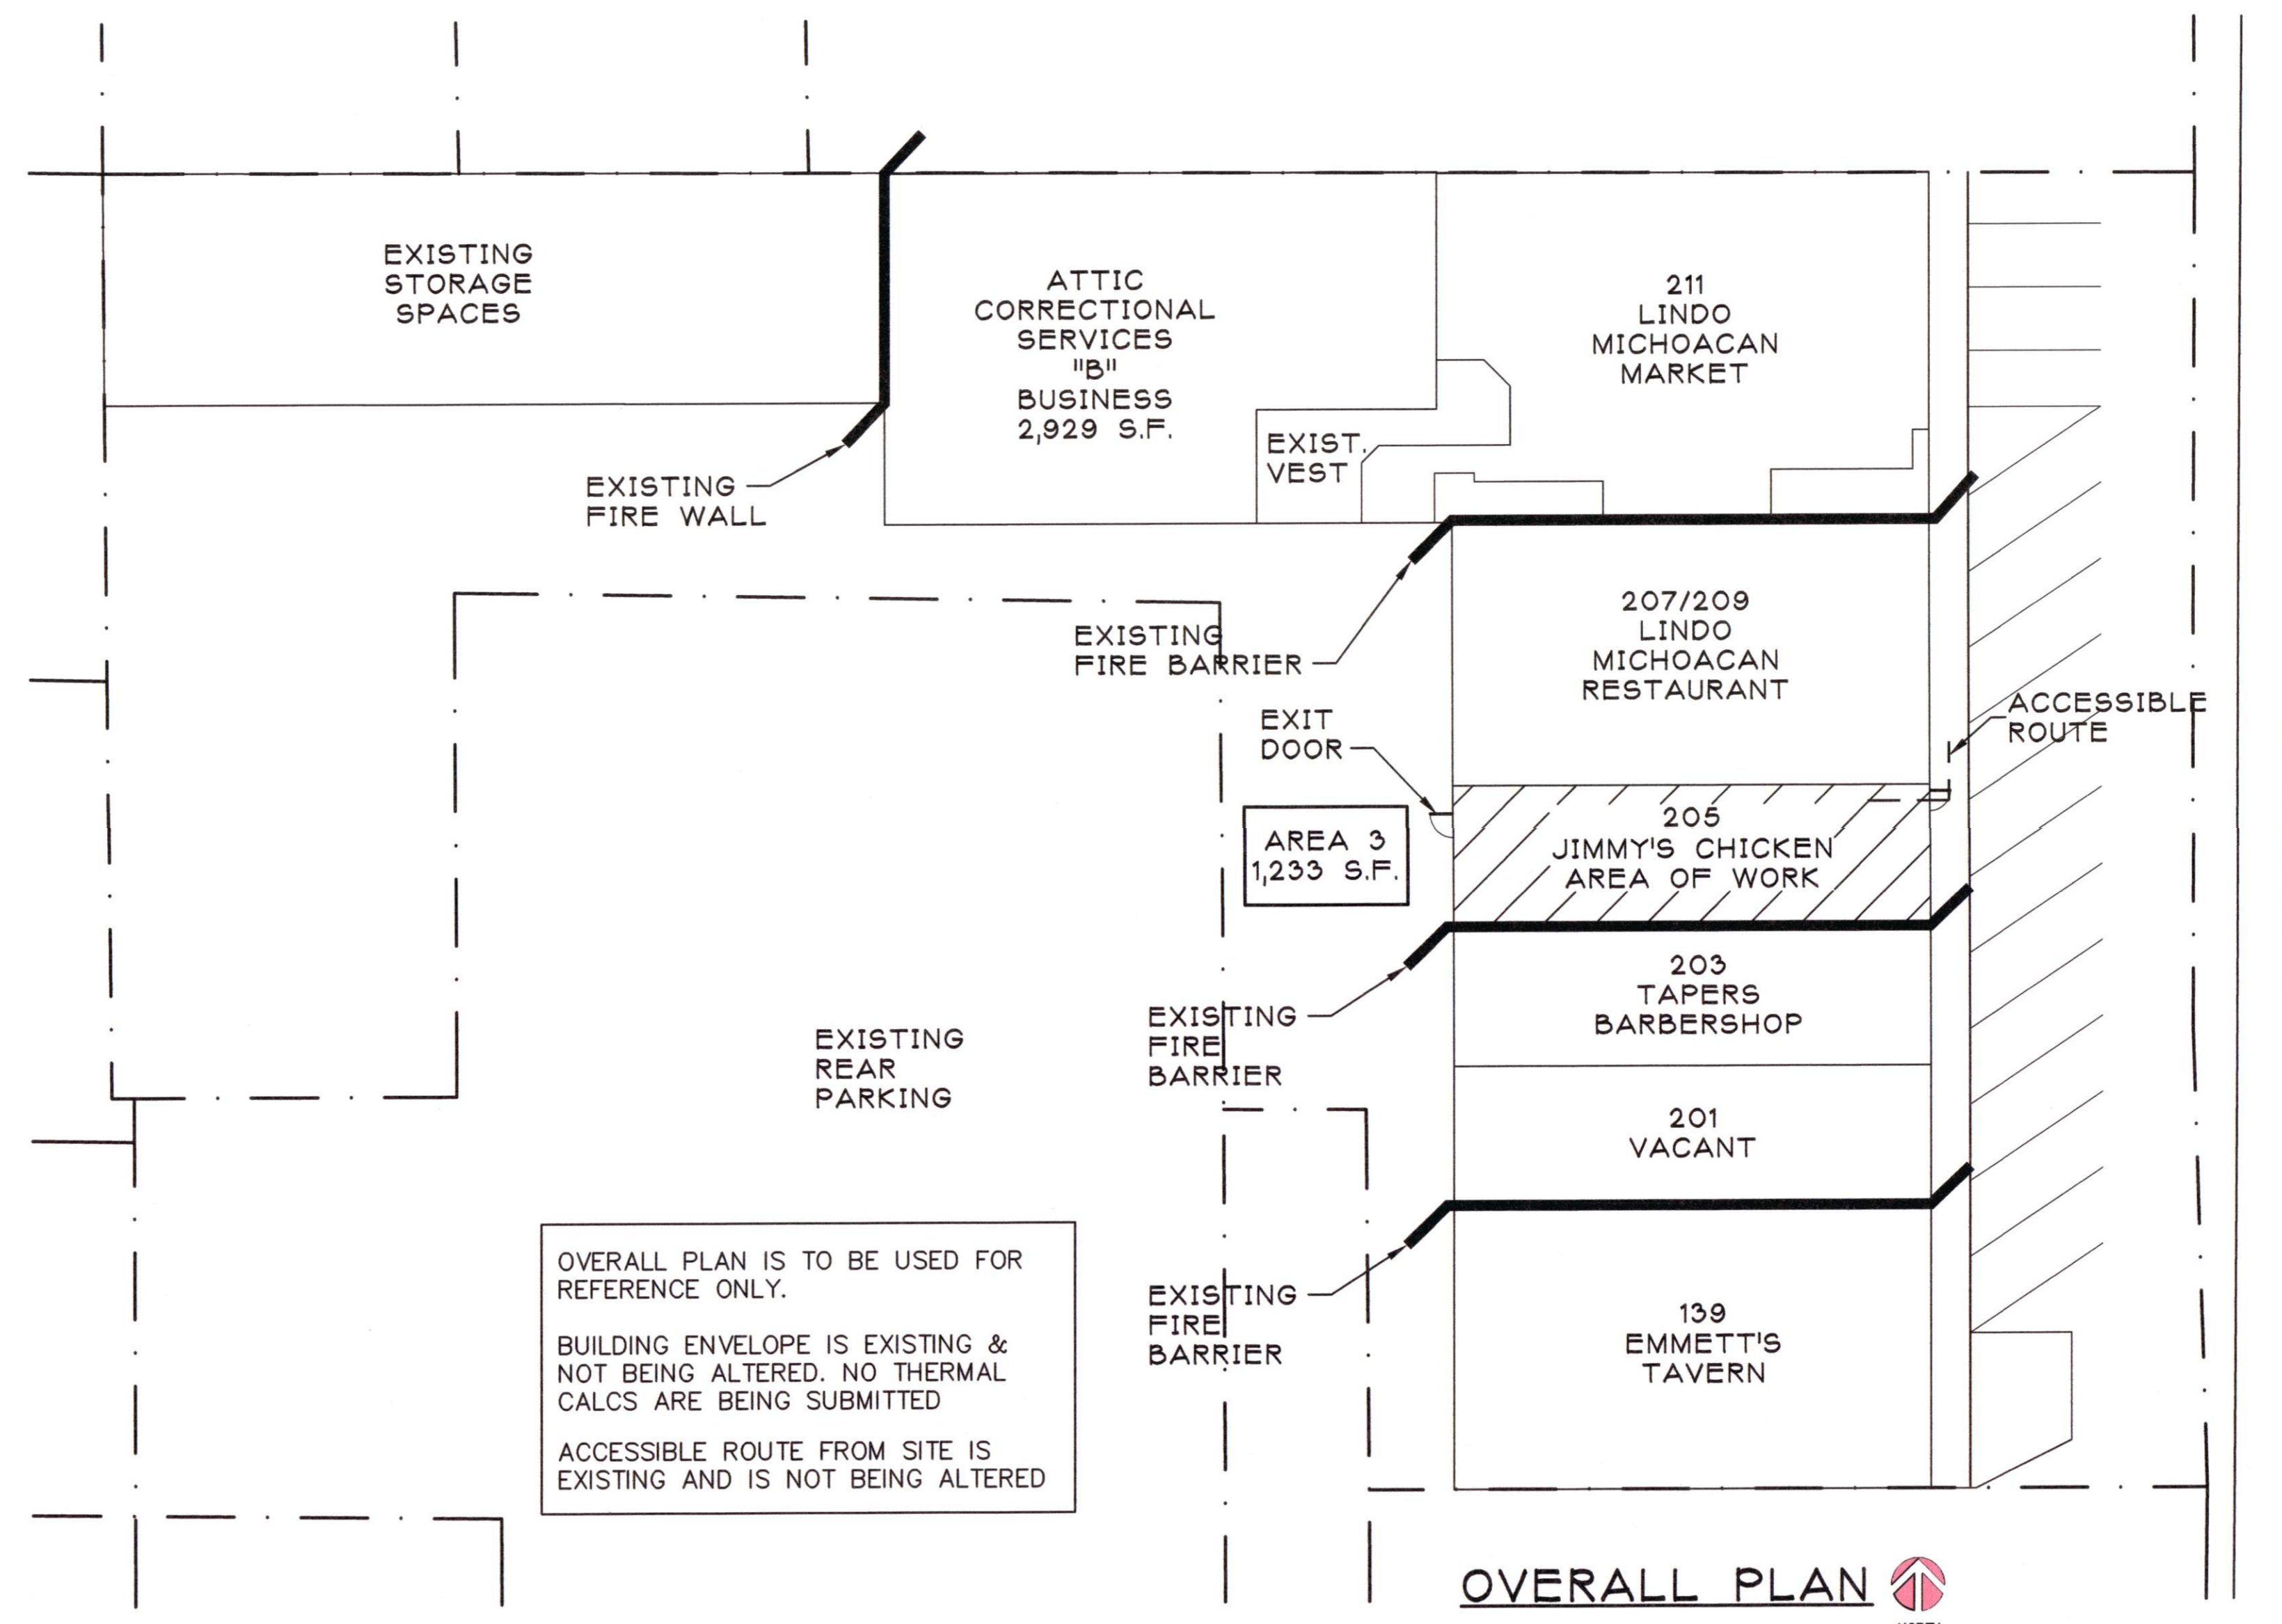 EXISTING
STORAGE
SPACES
ATTIC
CORRECTIONAL
SERVICES
"B"
BUSINESS
2,929 S.F.
211
LINDO
MICHOACAN
MARKET
EXIST.
VEST
EXISTING
FIRE WALL
EXISTING
FIRE BARRIER
207/209
LINDO
MICHOACAN
RESTAURANT
ACCESSIBLE
ROUTE
EXIT
DOOR
AREA 3
1,233 S.F.
205
JIMMY'S CHICKEN
AREA OF WORK
203
TAPERS
BARBERSHOP
EXISTING
FIRE
BARRIER
EXISTING
REAR
PARKING
201
VACANT
EXISTING
FIRE
BARRIER
139
EMMETT'S
TAVERN
OVERALL PLAN IS TO BE USED FOR
REFERENCE ONLY.
BUILDING ENVELOPE IS EXISTING &
NOT BEING ALTERED. NO THERMAL
CALCS ARE BEING SUBMITTED
ACCESSIBLE ROUTE FROM SITE IS
EXISTING AND IS NOT BEING ALTERED
OVERALL PLAN